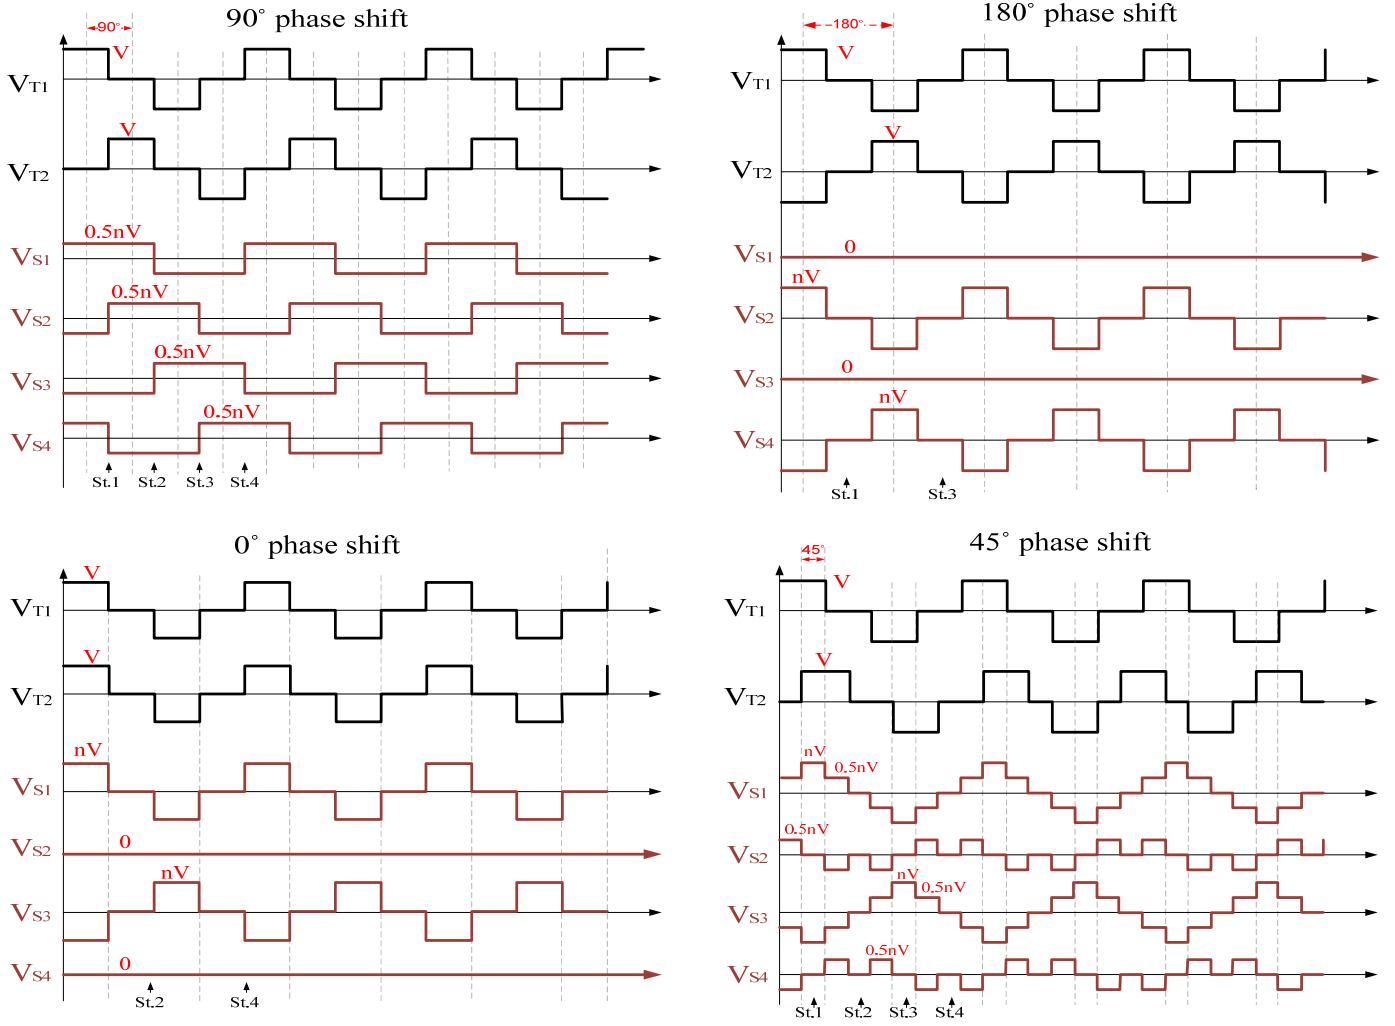 90° phase shift
90°
V
VT1
V
VT2
0.5nV
VS1
0.5nV
VS2
0.5nV
VS3
0.5nV
VS4
St.1 St.2 St.3 St.4
180° phase shift
180°
V
VT1
V
VT2
0
VS1
nV
VS2
0
VS3
nV
VS4
St.1 St.3
0° phase shift
V
VT1
V
VT2
nV
VS1
0
VS2
nV
VS3
0
VS4
St.2 St.4
45° phase shift
45°
V
VT1
V
VT2
nV
0.5nV
VS1
0.5nV
VS2
nV
0.5nV
VS3
0.5nV
VS4
St.1 St.2 St.3 St.4